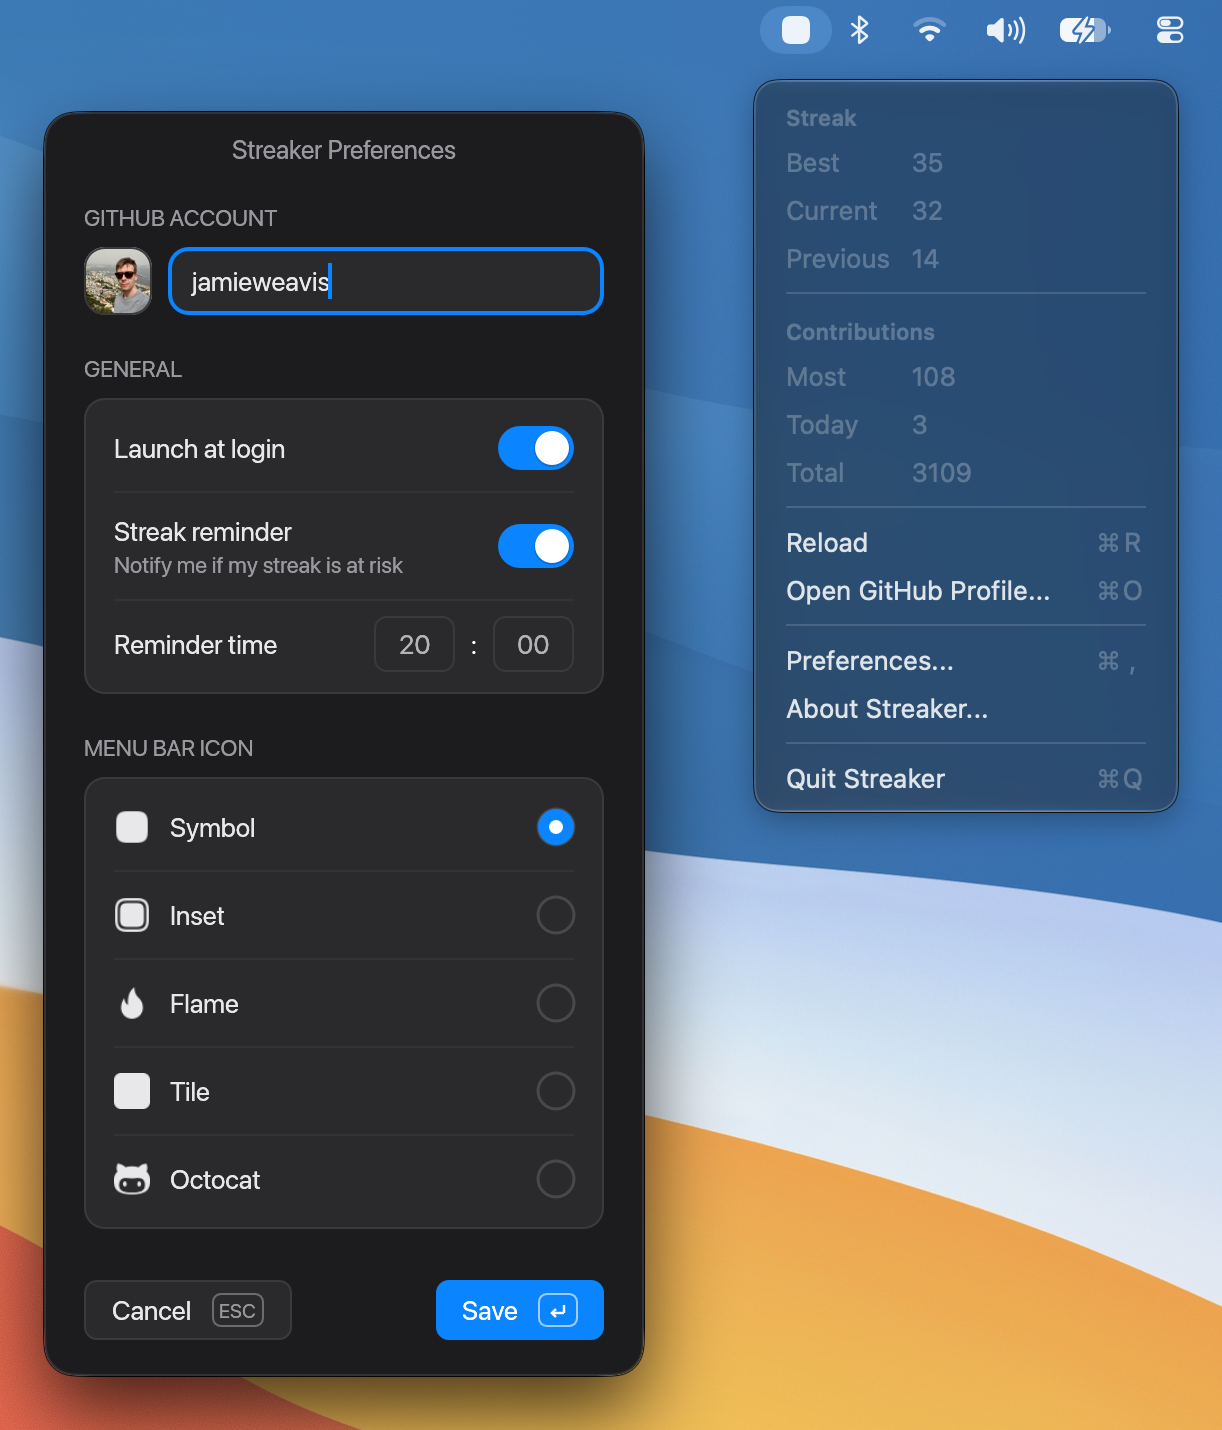 Streaker Preferences
GITHUB ACCOUNT
jamieweavis
GENERAL
Launch at login
Streak reminder
Notify me if my streak is at risk
Reminder time 20 : 00
MENU BAR ICON
Symbol
Inset
Flame
Tile
Octocat
Cancel ESC
Save ↵
Streak
Best 35
Current 32
Previous 14
Contributions
Most 108
Today 3
Total 3109
Reload ⌘R
Open GitHub Profile... ⌘O
Preferences... ⌘,
About Streaker...
Quit Streaker ⌘Q